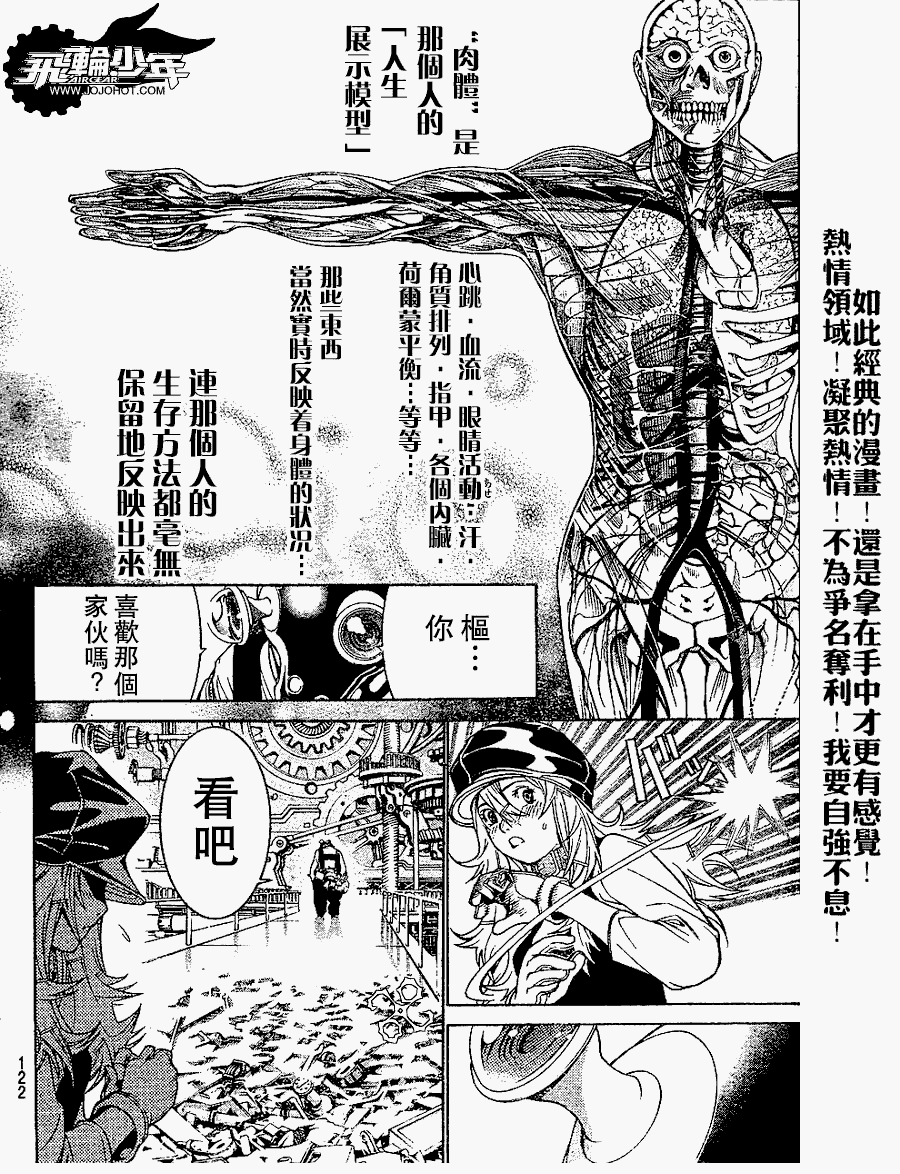 飛輪少年
AIR GEAR
WWW.JOJOHOT.COM
如此經典的漫畫！還是拿在手中才更有感覺！
熱情領域！凝聚熱情！不為爭名奪利！我要自強不息！
“肉體”是
那個人的
「人生
展示模型」
心跳．血流．眼睛活動．汗．
角質排列．指甲．各個內臟．
荷爾蒙平衡…等等…
那些東西
當然實時反映着身體的狀況…
連那個人的
生存方法都毫無
保留地反映出來
樞…
你
喜歡那個
家伙嗎？
看吧
122